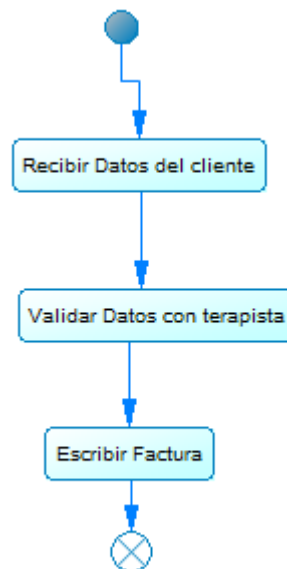 Recibir Datos del cliente
Validar Datos con terapista
Escribir Factura